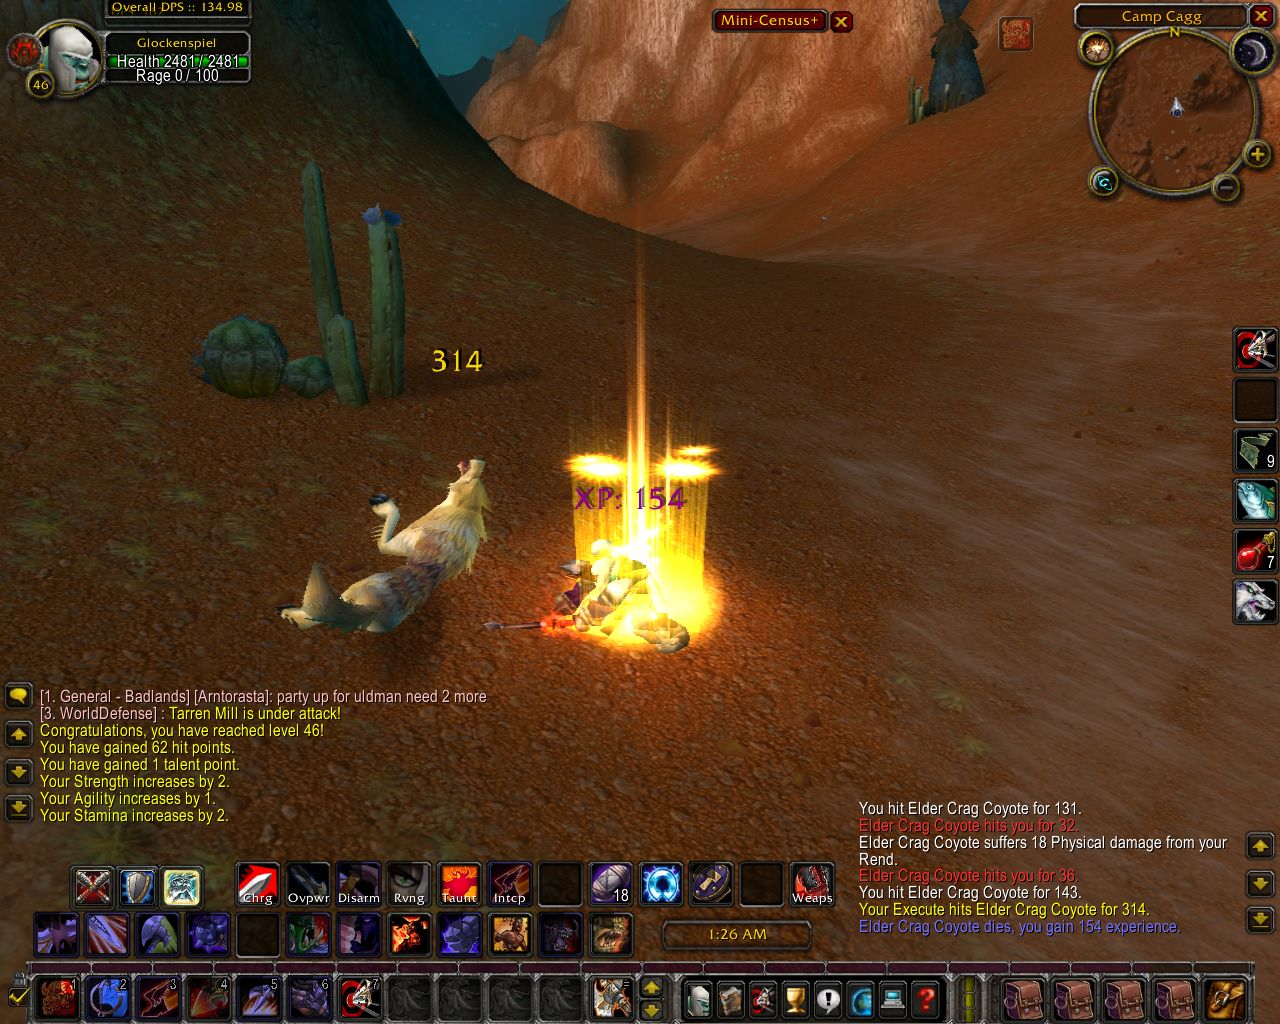 Overall DPS :: 134.98
Glockenspiel
Health 2481 / 2481
Rage 0 / 100
46
Mini-Census+
Camp Cagg
N
314
XP: 154
9
7
[1. General - Badlands] [Arntorasta]: party up for uldman need 2 more
[3. WorldDefense] : Tarren Mill is under attack!
Congratulations, you have reached level 46!
You have gained 62 hit points.
You have gained 1 talent point.
Your Strength increases by 2.
Your Agility increases by 1.
Your Stamina increases by 2.
You hit Elder Crag Coyote for 131.
Elder Crag Coyote hits you for 32.
Elder Crag Coyote suffers 18 Physical damage from your
Rend.
Elder Crag Coyote hits you for 36.
You hit Elder Crag Coyote for 143.
Your Execute hits Elder Crag Coyote for 314.
Elder Crag Coyote dies, you gain 154 experience.
Chrg Ovpwr Disarm Rvng Taunt Intcp 18 Weaps
1:26 AM
1 2 3 4 5 6 7 =